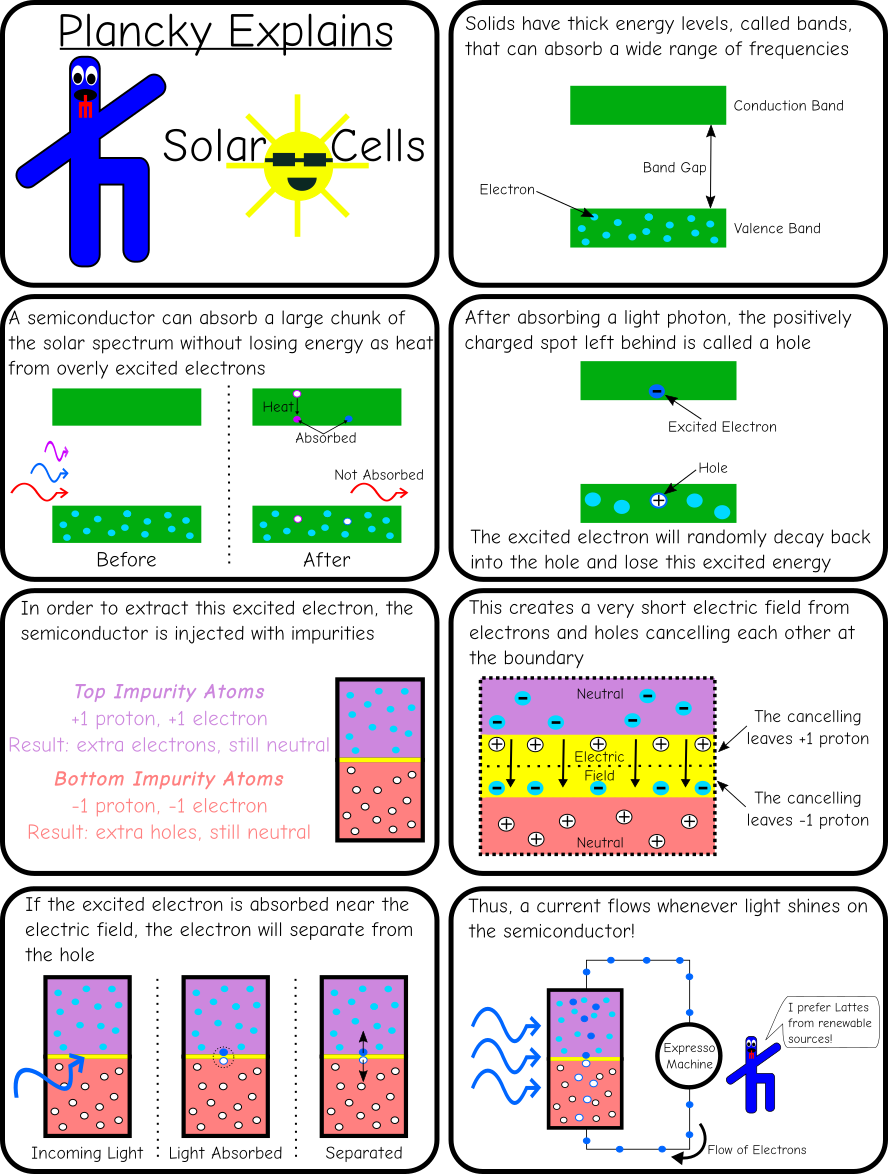 Plancky Explains
Solar Cells
Solids have thick energy levels, called bands,
that can absorb a wide range of frequencies
Conduction Band
Band Gap
Electron
Valence Band
A semiconductor can absorb a large chunk of
the solar spectrum without losing energy as heat
from overly excited electrons
Heat
Absorbed
Not Absorbed
Before
After
After absorbing a light photon, the positively
charged spot left behind is called a hole
Excited Electron
Hole
The excited electron will randomly decay back
into the hole and lose this excited energy
In order to extract this excited electron, the
semiconductor is injected with impurities
Top Impurity Atoms
+1 proton, +1 electron
Result: extra electrons, still neutral
Bottom Impurity Atoms
-1 proton, -1 electron
Result: extra holes, still neutral
This creates a very short electric field from
electrons and holes cancelling each other at
the boundary
Neutral
Electric
Field
Neutral
The cancelling
leaves +1 proton
The cancelling
leaves -1 proton
If the excited electron is absorbed near the
electric field, the electron will separate from
the hole
Incoming Light
Light Absorbed
Separated
Thus, a current flows whenever light shines on
the semiconductor!
I prefer Lattes
from renewable
sources!
Expresso
Machine
Flow of Electrons